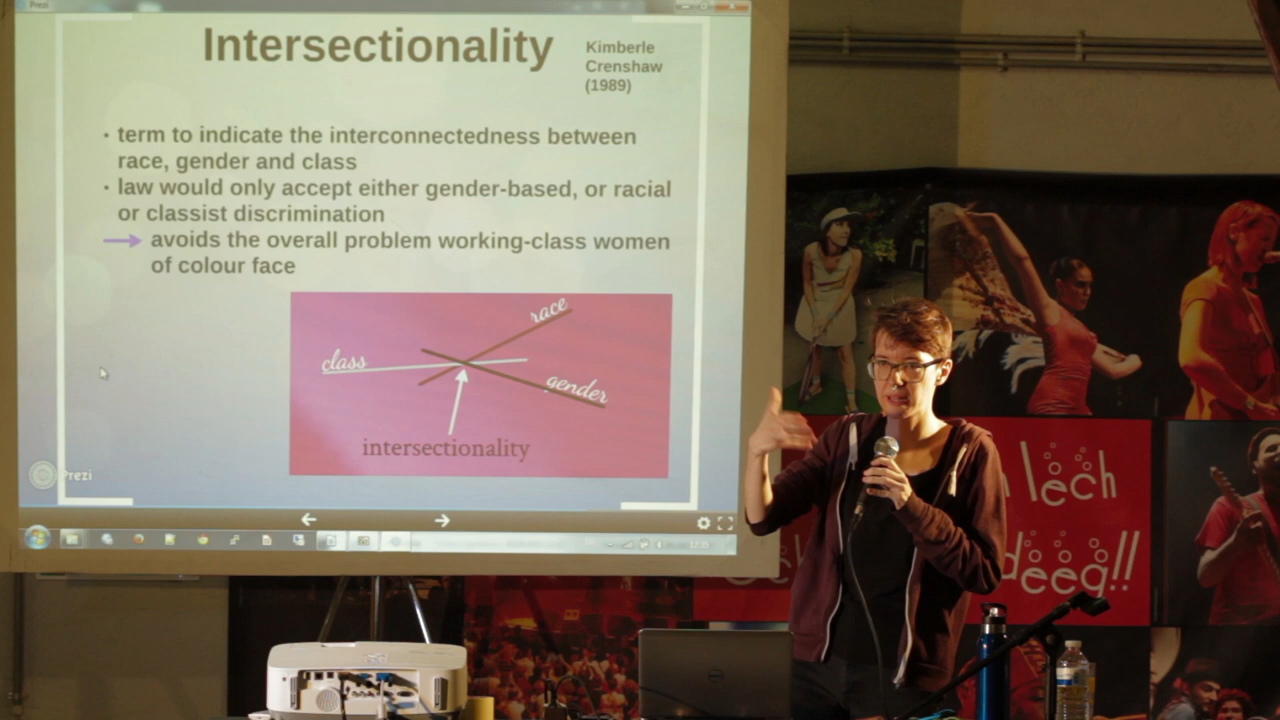 Prezi
Intersectionality
Kimberle
Crenshaw
(1989)
· term to indicate the interconnectedness between
race, gender and class
· law would only accept either gender-based, or racial
or classist discrimination
avoids the overall problem working-class women
of colour face
race
class
gender
intersectionality
Prezi
lech
deeg!!
DELL